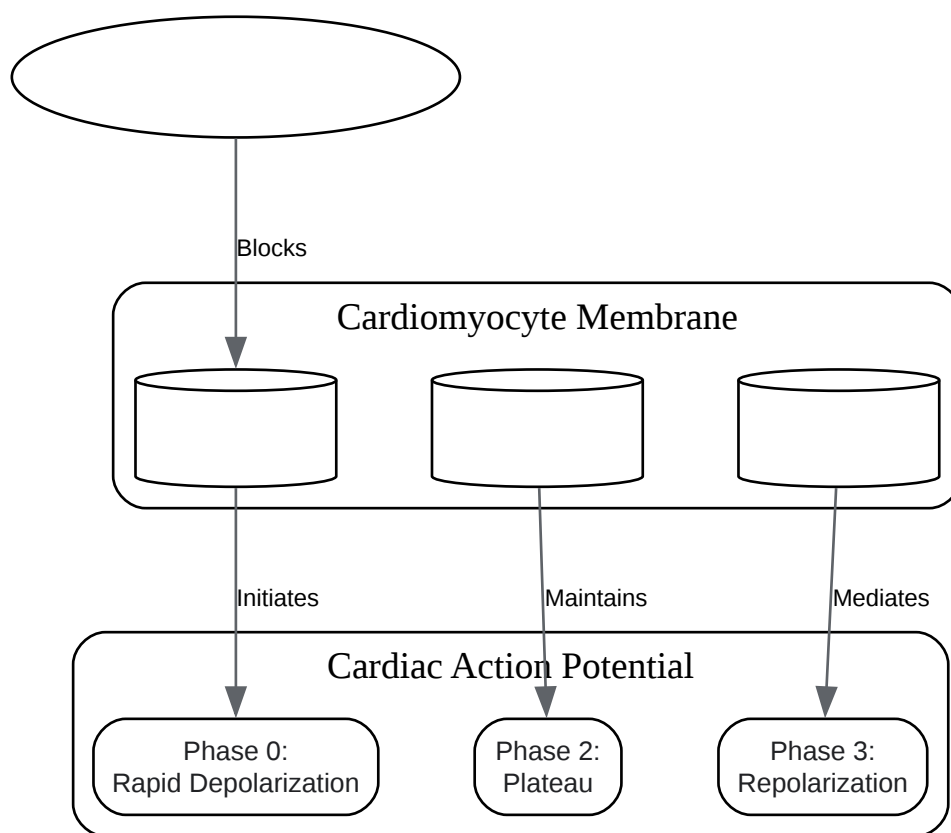 Blocks
Cardiomyocyte Membrane
Initiates
Maintains
Mediates
Cardiac Action Potential
Phase 0:
Rapid Depolarization
Phase 2:
Plateau
Phase 3:
Repolarization